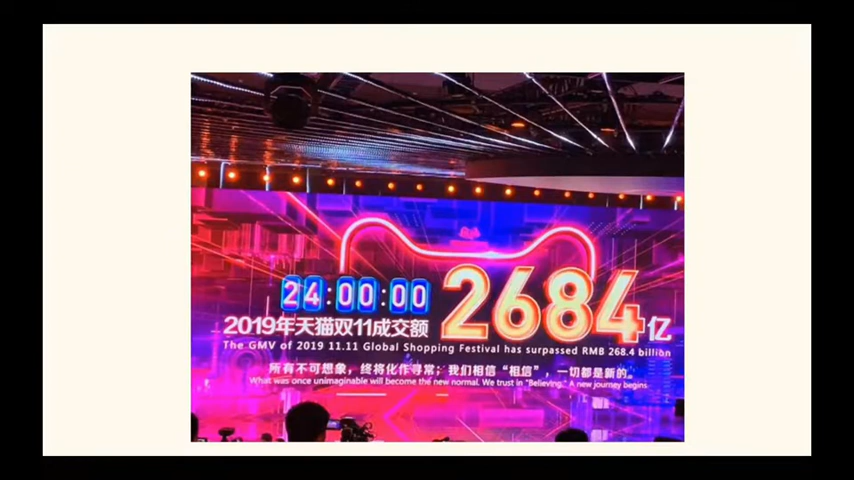 24:00:00
2684亿
2019年天猫双11成交额
The GMV of 2019 11.11 Global Shopping Festival has surpassed RMB 268.4 billion
所有不可想象，终将化作寻常；我们相信“相信”，一切都是新的。
What was once unimaginable will become the new normal. We trust in "Believing." A new journey begins